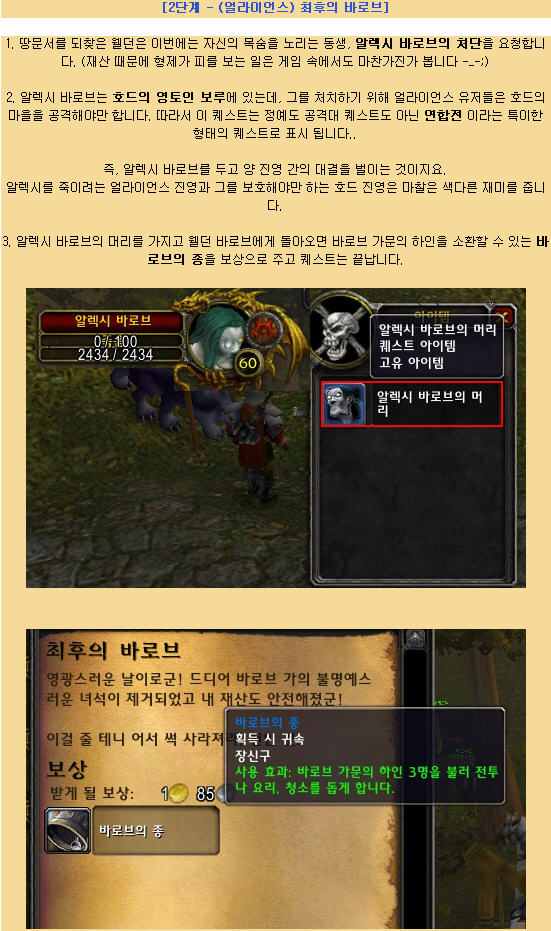 [2단계 - (얼라이언스) 최후의 바로브]
1. 땅문서를 되찾은 웰던은 이번에는 자신의 목숨을 노리는 동생, 알렉시 바로브의 처단을 요청합니
다. (재산 때문에 형제가 피를 보는 일은 게임 속에서도 마찬가진가 봅니다 -_-;)
2. 알렉시 바로브는 호드의 영토인 보루에 있는데, 그를 처치하기 위해 얼라이언스 유저들은 호드의
마을을 공격해야만 합니다. 따라서 이 퀘스트는 정예도 공격대 퀘스트도 아닌 연합전 이라는 특이한
형태의 퀘스트로 표시 됩니다..
즉, 알렉시 바로브를 두고 양 진영 간의 대결을 벌이는 것이지요.
알렉시를 죽이려는 얼라이언스 진영과 그를 보호해야만 하는 호드 진영은 마찰은 색다른 재미를 줍니
다.
3. 알렉시 바로브의 머리를 가지고 웰던 바로브에게 돌아오면 바로브 가문의 하인을 소환할 수 있는 바
로브의 종을 보상으로 주고 퀘스트는 끝납니다.
알렉시 바로브
0 / 100
2434 / 2434
60
아이템
알렉시 바로브의 머리
퀘스트 아이템
고유 아이템
알렉시 바로브의 머
리
최후의 바로브
영광스러운 날이로군! 드디어 바로브 가의 불명예스
러운 녀석이 제거되었고 내 재산도 안전해졌군!
이걸 줄 테니 어서 썩 사라져
바로브의 종
획득 시 귀속
장신구
사용 효과: 바로브 가문의 하인 3명을 불러 전투
나 요리, 청소를 돕게 합니다.
보상
받게 될 보상: 1 85
바로브의 종